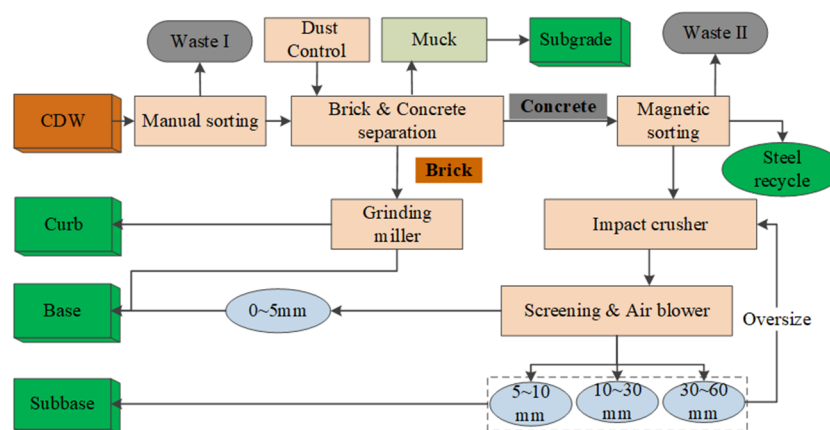 Waste I
Dust
Control
Muck
Subgrade
Waste II
CDW
Manual sorting
Brick & Concrete
separation
Concrete
Magnetic
sorting
Steel
recycle
Brick
Curb
Grinding
miller
Impact crusher
Base
0~5mm
Screening & Air blower
Oversize
Subbase
5~10
mm
10~30
mm
30~60
mm